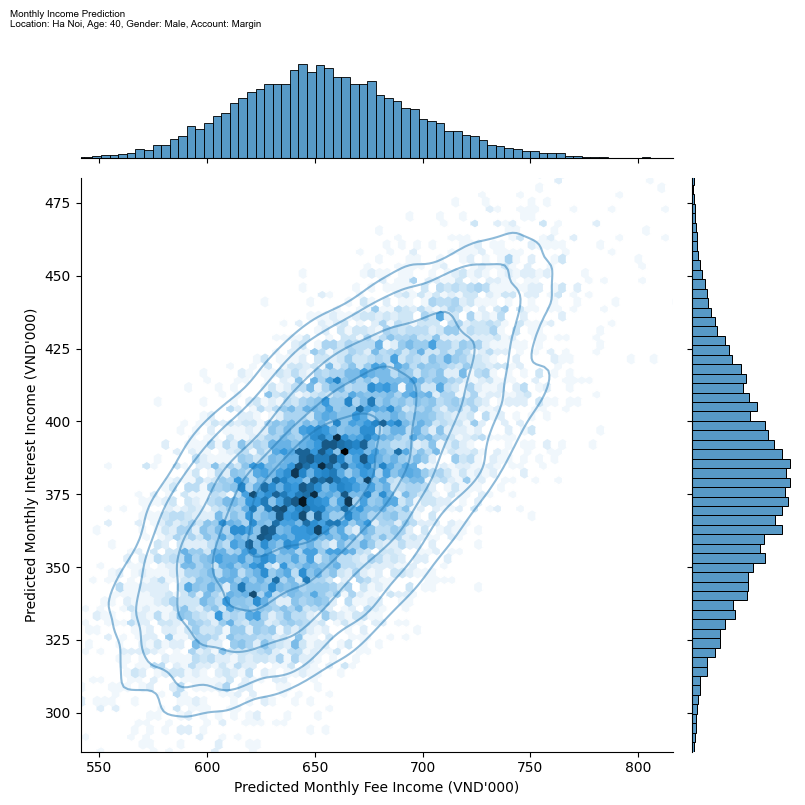 Monthly Income Prediction
Location: Ha Noi, Age: 40, Gender: Male, Account: Margin
475
450
425
400
375
350
325
300
Predicted Monthly Interest Income (VND'000)
550 600 650 700 750 800
Predicted Monthly Fee Income (VND'000)